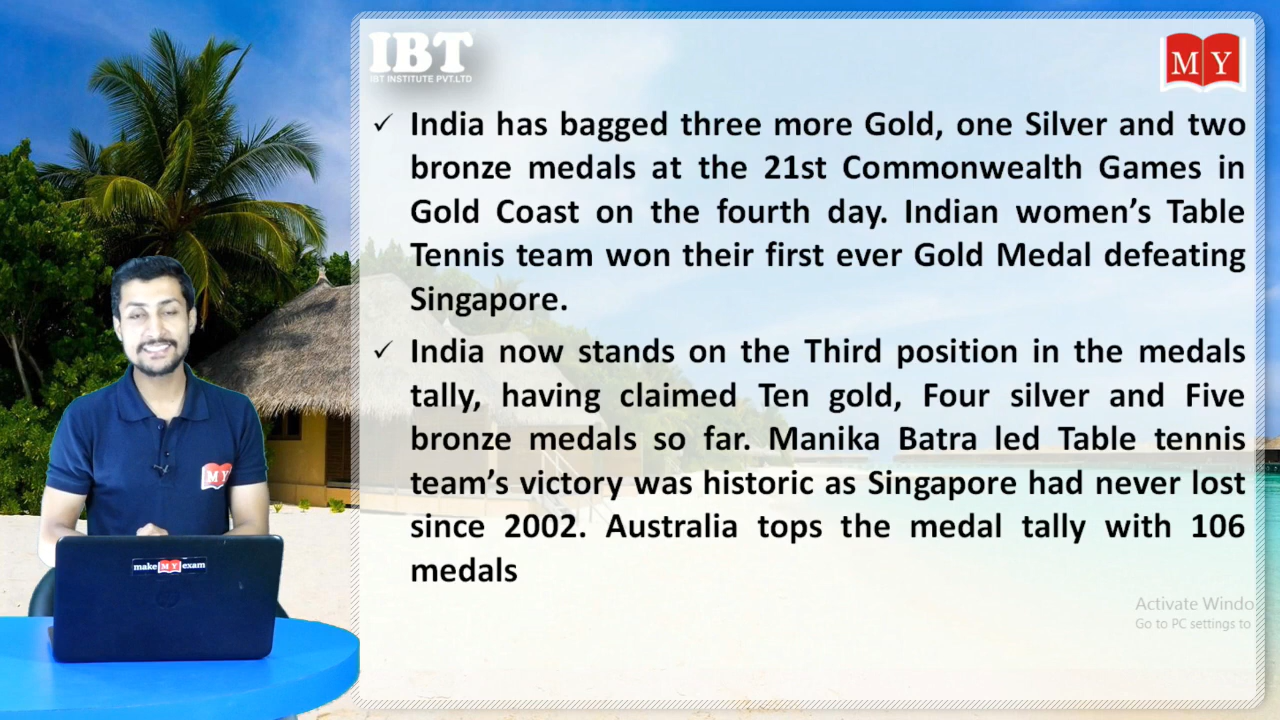 IBT
IBT INSTITUTE PVT.LTD
M Y
✓ India has bagged three more Gold, one Silver and two
bronze medals at the 21st Commonwealth Games in
Gold Coast on the fourth day. Indian women’s Table
Tennis team won their first ever Gold Medal defeating
Singapore.
✓ India now stands on the Third position in the medals
tally, having claimed Ten gold, Four silver and Five
bronze medals so far. Manika Batra led Table tennis
team’s victory was historic as Singapore had never lost
since 2002. Australia tops the medal tally with 106
medals
M Y
make M Y exam
Activate Windo
Go to PC settings to